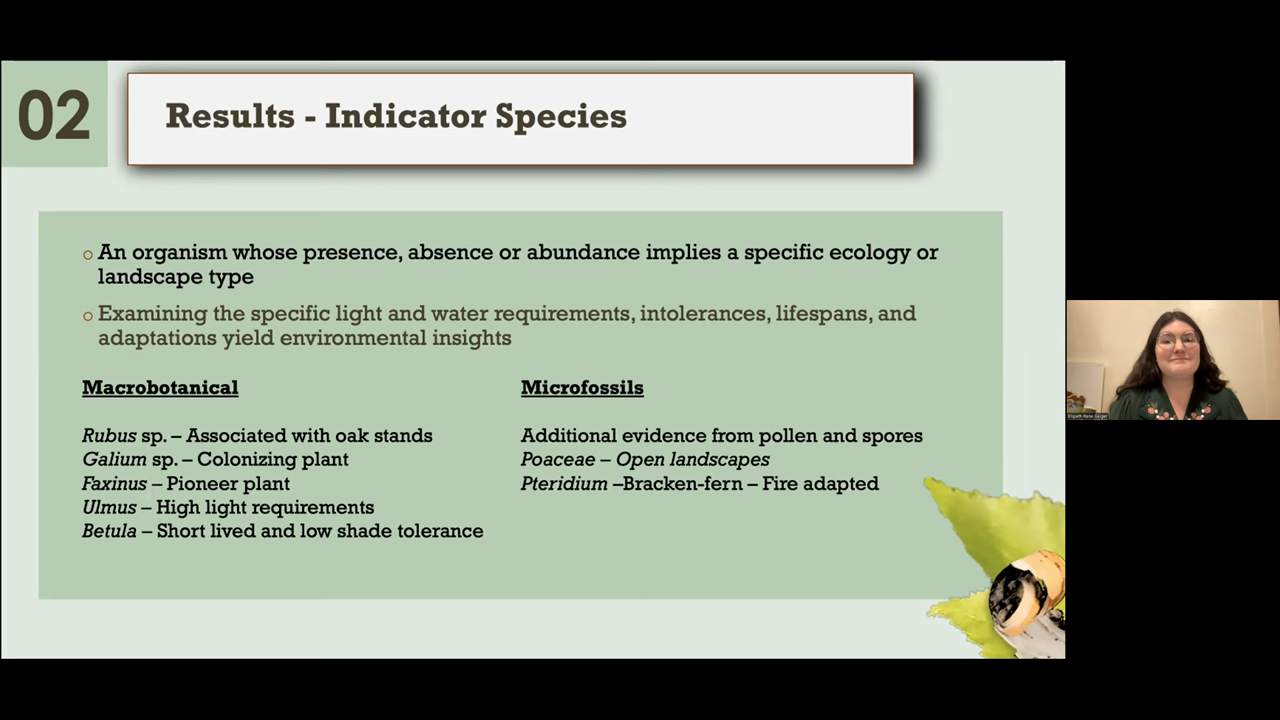 02
Results - Indicator Species
o An organism whose presence, absence or abundance implies a specific ecology or
landscape type
o Examining the specific light and water requirements, intolerances, lifespans, and
adaptations yield environmental insights
Macrobotanical
Rubus sp. – Associated with oak stands
Galium sp. – Colonizing plant
Faxinus – Pioneer plant
Ulmus – High light requirements
Betula – Short lived and low shade tolerance
Microfossils
Additional evidence from pollen and spores
Poaceae – Open landscapes
Pteridium –Bracken-fern – Fire adapted